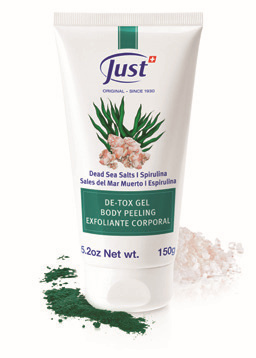 Just
ORIGINAL - SINCE 1930
Dead Sea Salts | Spirulina
Sales del Mar Muerto | Espirulina
DE-TOX GEL
BODY PEELING
EXFOLIANTE CORPORAL
5.2oz Net wt. 150g